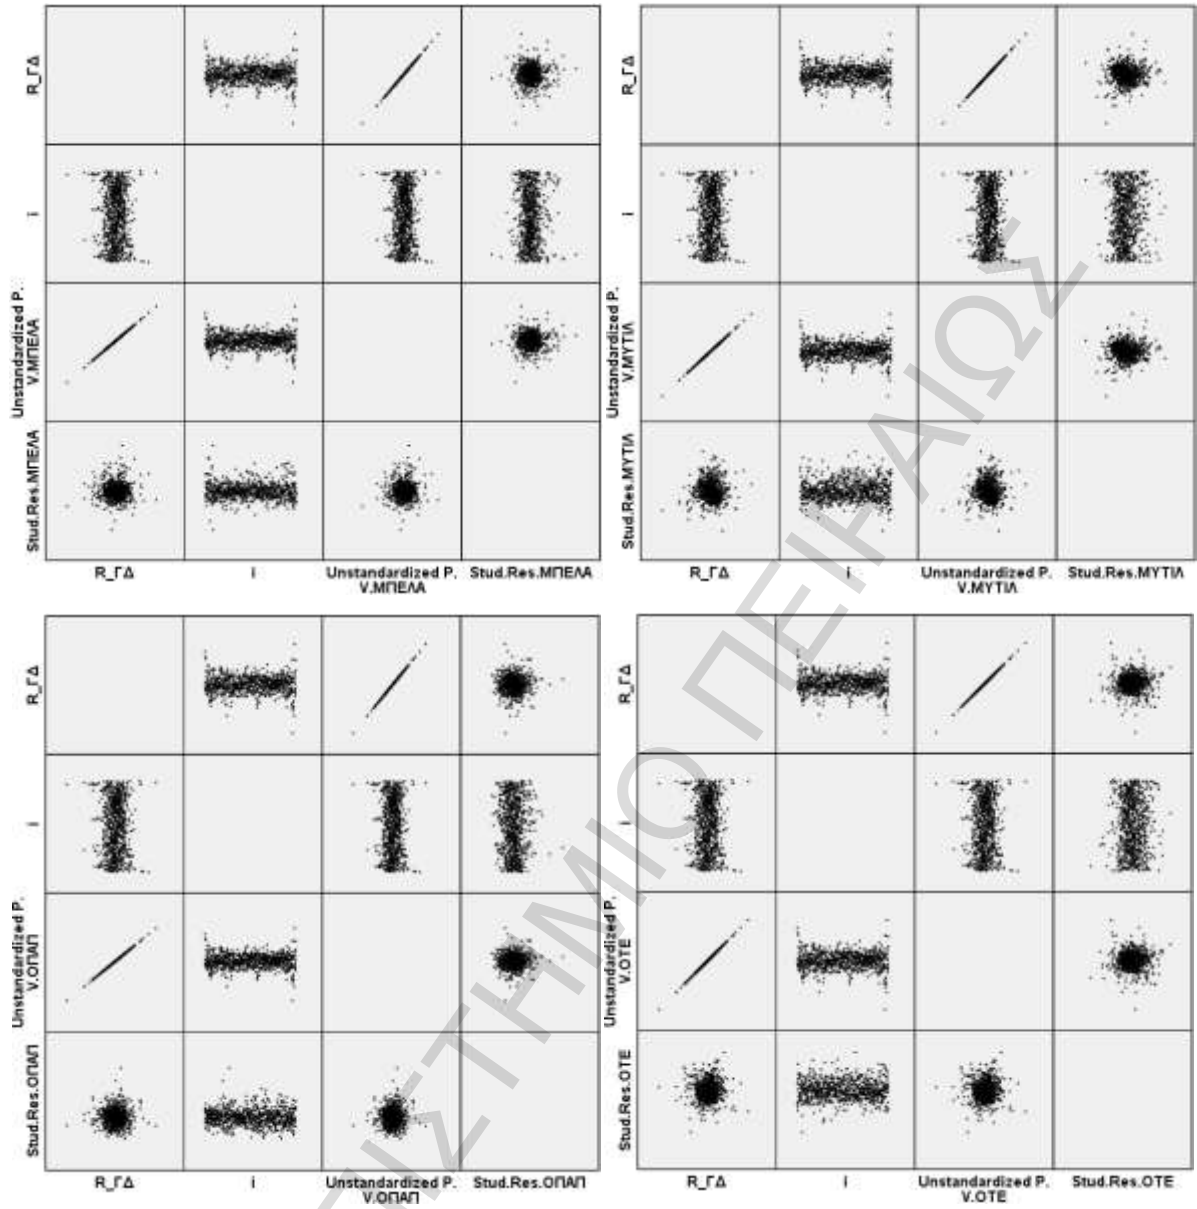 R_ΓΔ
i
Unstandardized P.
V.ΜΠΕΛΑ
Stud.Res.ΜΠΕΛΑ
R_ΓΔ
i
Unstandardized P.
V.ΜΠΕΛΑ
Stud.Res.ΜΠΕΛΑ
R_ΓΔ
i
Unstandardized P.
V.ΜΥΤΙΛ
Stud.Res.ΜΥΤΙΛ
R_ΓΔ
i
Unstandardized P.
V.ΜΥΤΙΛ
Stud.Res.ΜΥΤΙΛ
R_ΓΔ
i
Unstandardized P.
V.ΟΠΑΠ
Stud.Res.ΟΠΑΠ
R_ΓΔ
i
Unstandardized P.
V.ΟΠΑΠ
Stud.Res.ΟΠΑΠ
R_ΓΔ
i
Unstandardized P.
V.ΟΤΕ
Stud.Res.ΟΤΕ
R_ΓΔ
i
Unstandardized P.
V.ΟΤΕ
Stud.Res.ΟΤΕ
ΠΕΙΡΑΙΩΣ